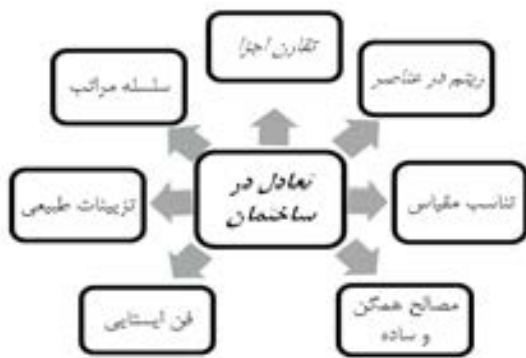 تقارن اجزا
ریتم در عناصر
سلسله مراتب
تعادل در
ساختمان
تناسب مقیاس
تزیینات طبیعی
مصالح همگن
و ساده
فن ایستایی